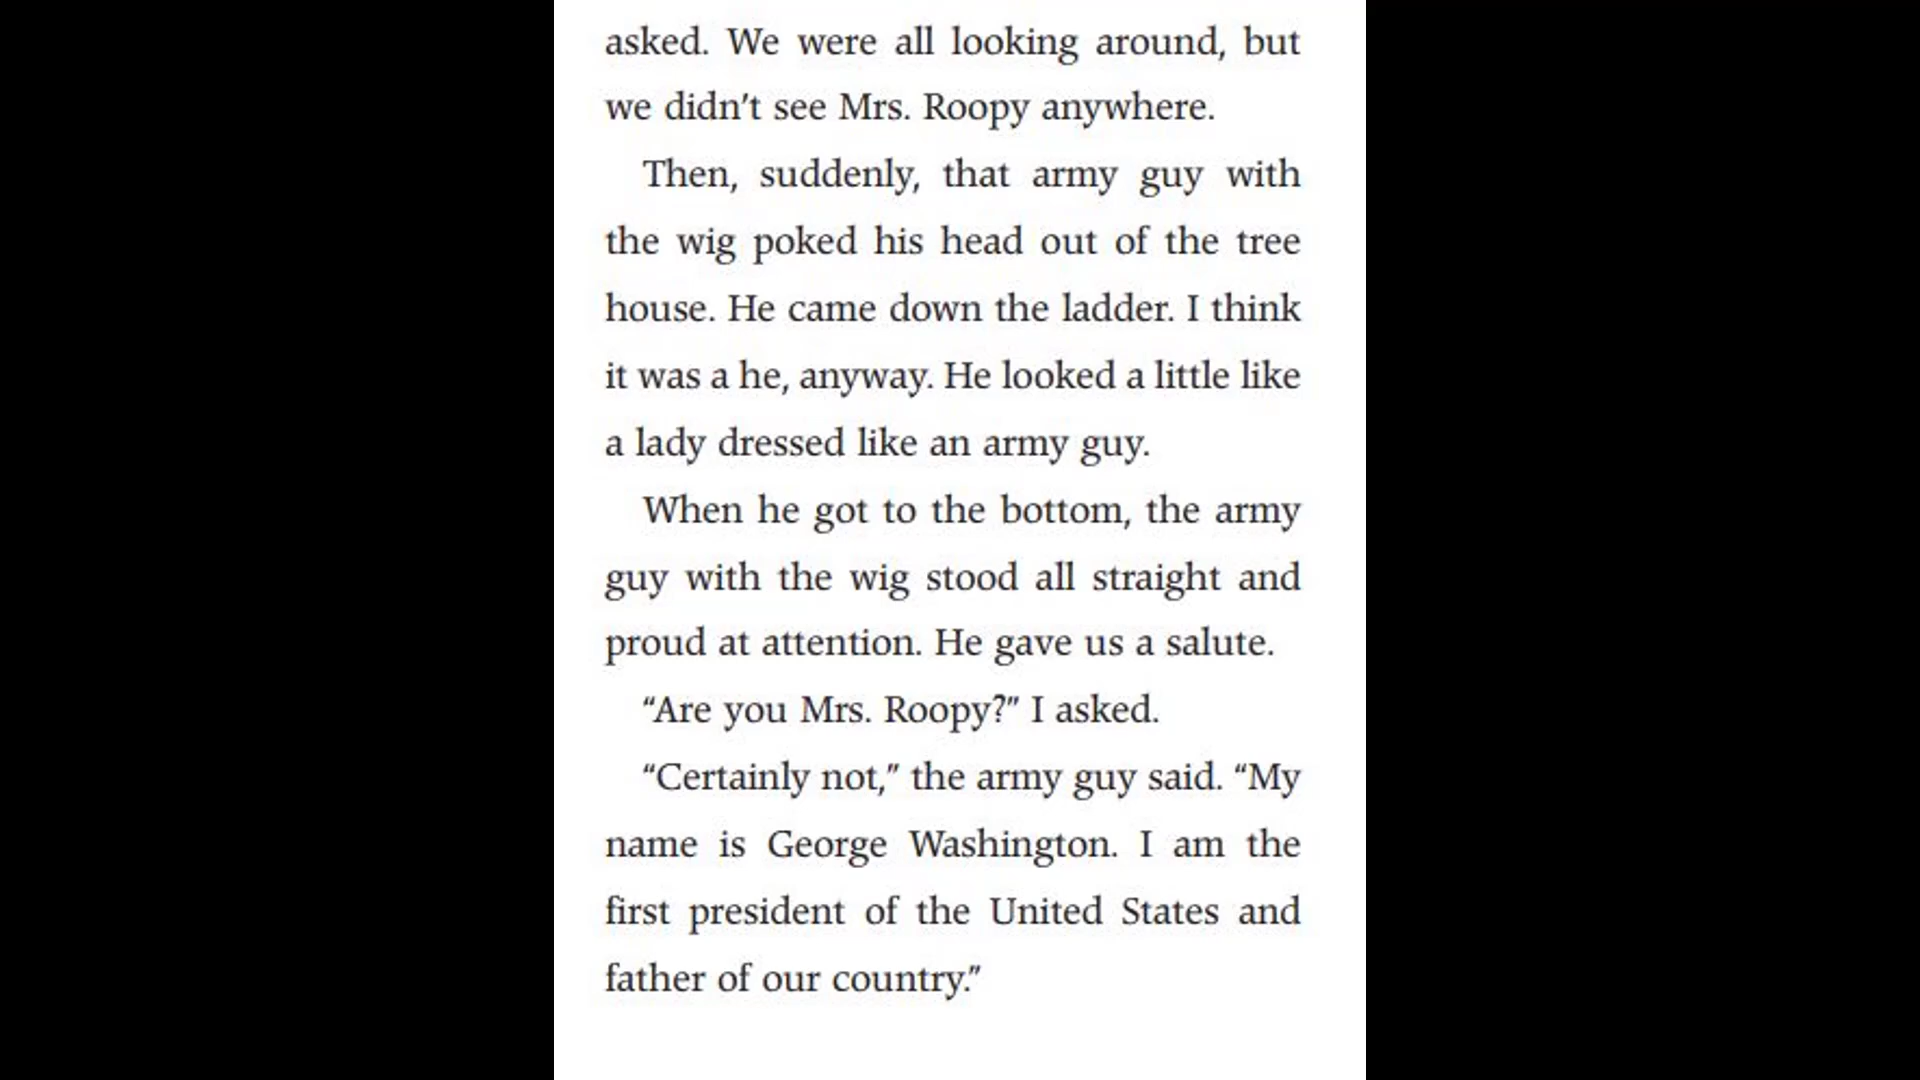 asked. We were all looking around, but
we didn’t see Mrs. Roopy anywhere.
Then, suddenly, that army guy with
the wig poked his head out of the tree
house. He came down the ladder. I think
it was a he, anyway. He looked a little like
a lady dressed like an army guy.
When he got to the bottom, the army
guy with the wig stood all straight and
proud at attention. He gave us a salute.
“Are you Mrs. Roopy?” I asked.
“Certainly not,” the army guy said. “My
name is George Washington. I am the
first president of the United States and
father of our country.”